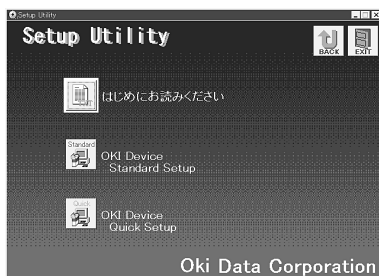 Setup Utility
Setup Utility
BACK
EXIT
はじめにお読みください
Standard
OKI Device
Standard Setup
Quick
OKI Device
Quick Setup
Oki Data Corporation